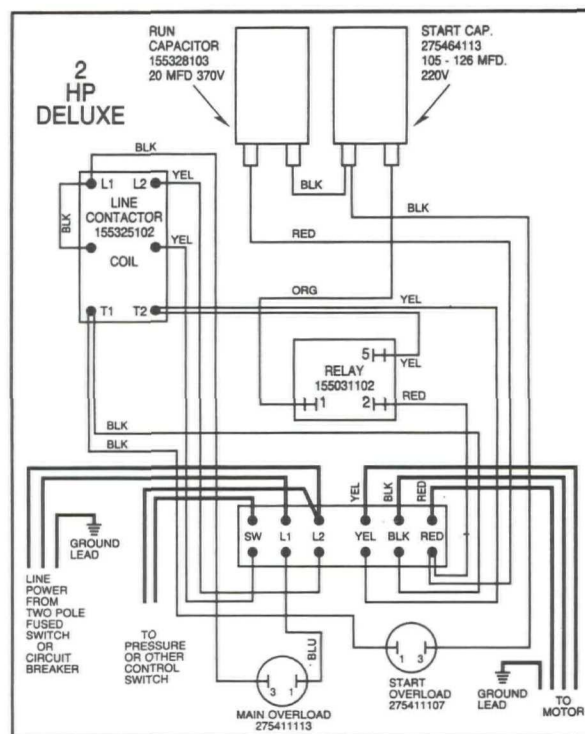 2
HP
DELUXE
RUN
CAPACITOR
155328103
20 MFD 370V
START CAP.
275464113
105 - 126 MFD.
220V
BLK
L1
L2
YEL
BLK
LINE
CONTACTOR
155325102
COIL
YEL
T1
T2
BLK
BLK
RED
ORG
YEL
5
YEL
RELAY
155031102
1
2
RED
BLK
BLK
YEL
BLK
RED
SW
L1
L2
YEL
BLK
RED
GROUND
LEAD
LINE
POWER
FROM
TWO POLE
FUSED
SWITCH
OR
CIRCUIT
BREAKER
TO
PRESSURE
OR OTHER
CONTROL
SWITCH
BLU
3
1
MAIN OVERLOAD
275411113
1
3
START
OVERLOAD
275411107
GROUND
LEAD
TO
MOTOR